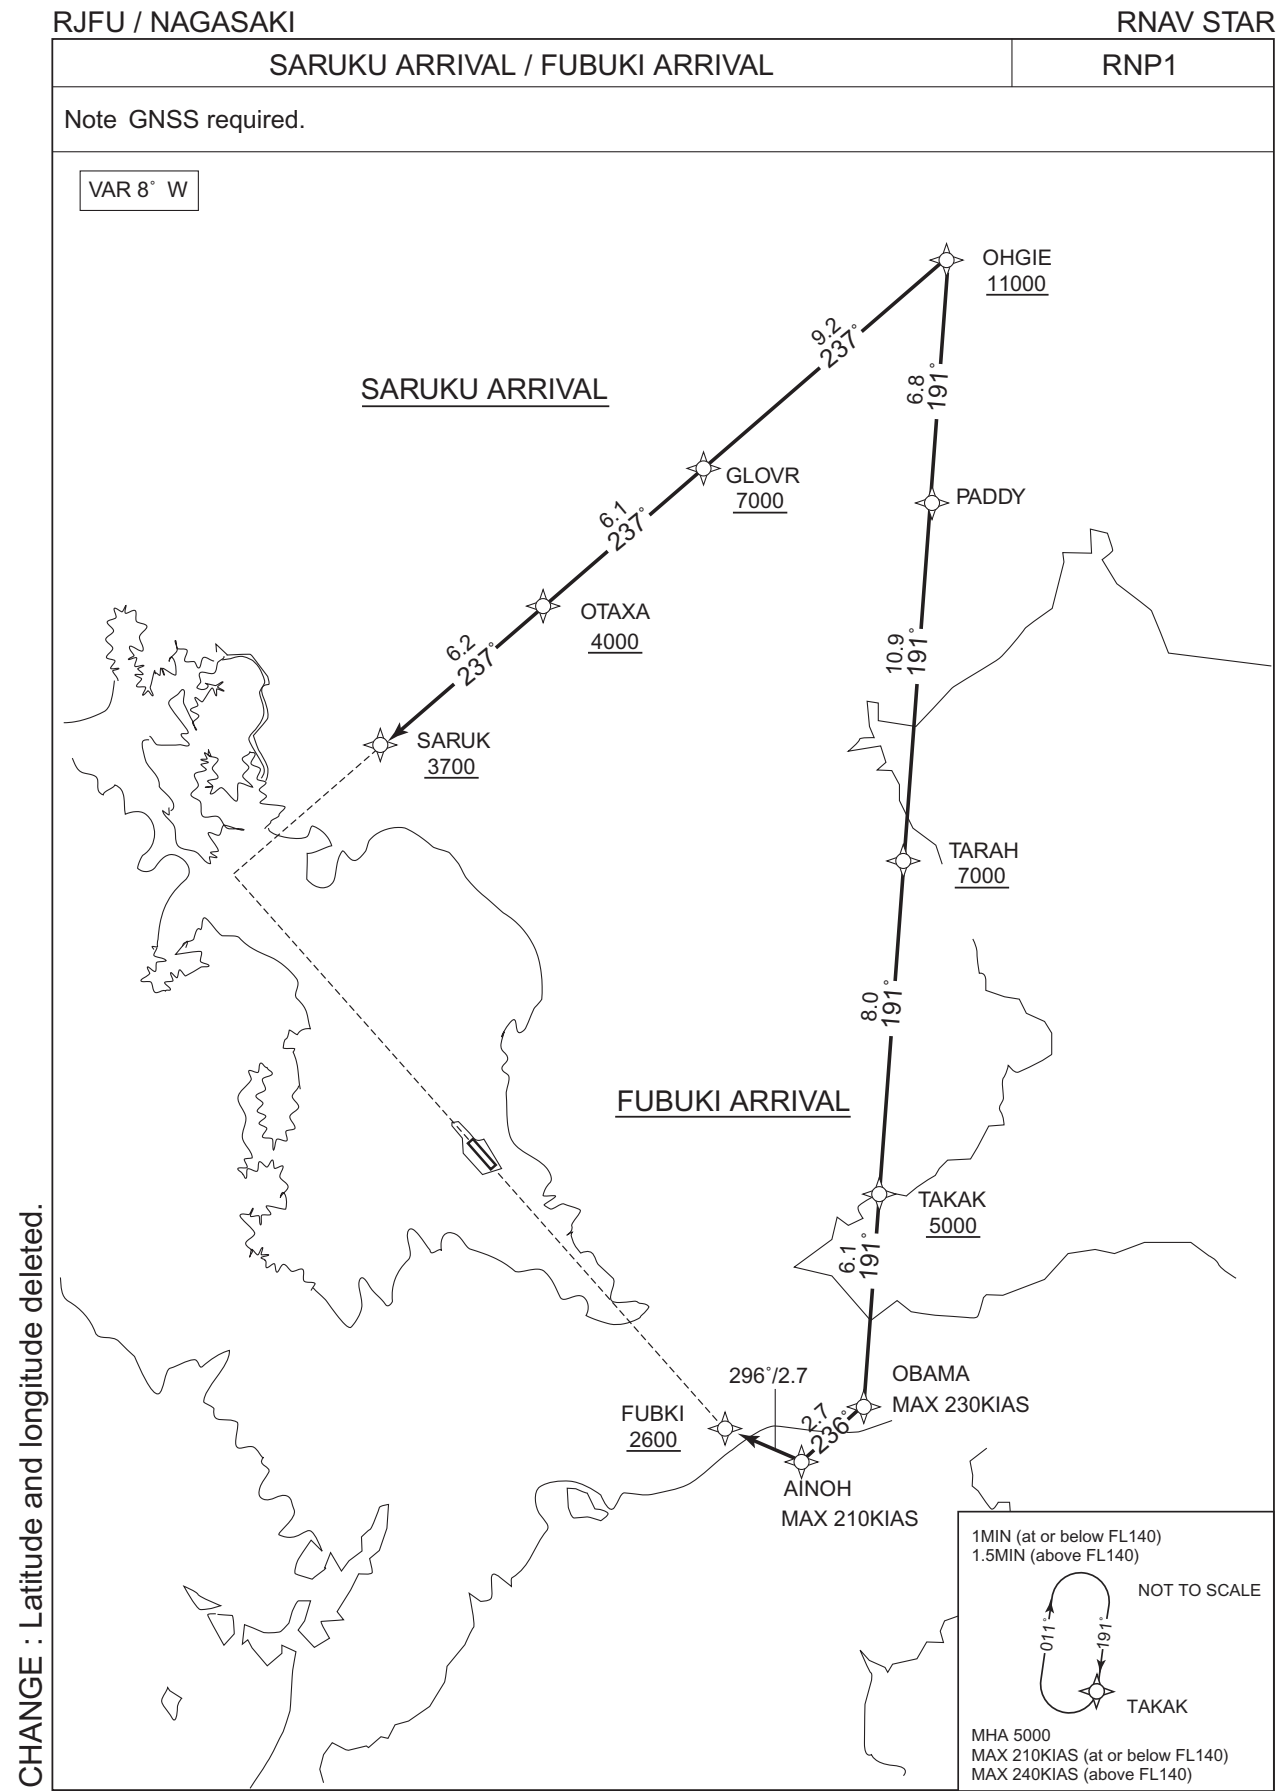 RJFU / NAGASAKI
RNAV STAR
SARUKU ARRIVAL / FUBUKI ARRIVAL
RNP1
Note GNSS required.
VAR 8° W
OHGIE
11000
9.2
237°
SARUKU ARRIVAL
6.8
191°
GLOVR
7000
PADDY
6.1
237°
OTAXA
4000
10.9
191°
6.2
237°
SARUK
3700
TARAH
7000
8.0
191°
FUBUKI ARRIVAL
TAKAK
5000
6.1
191°
OBAMA
MAX 230KIAS
296°/2.7
2.7
236°
FUBKI
2600
AINOH
MAX 210KIAS
1MIN (at or below FL140)
1.5MIN (above FL140)
NOT TO SCALE
011°
191°
TAKAK
MHA 5000
MAX 210KIAS (at or below FL140)
MAX 240KIAS (above FL140)
CHANGE : Latitude and longitude deleted.